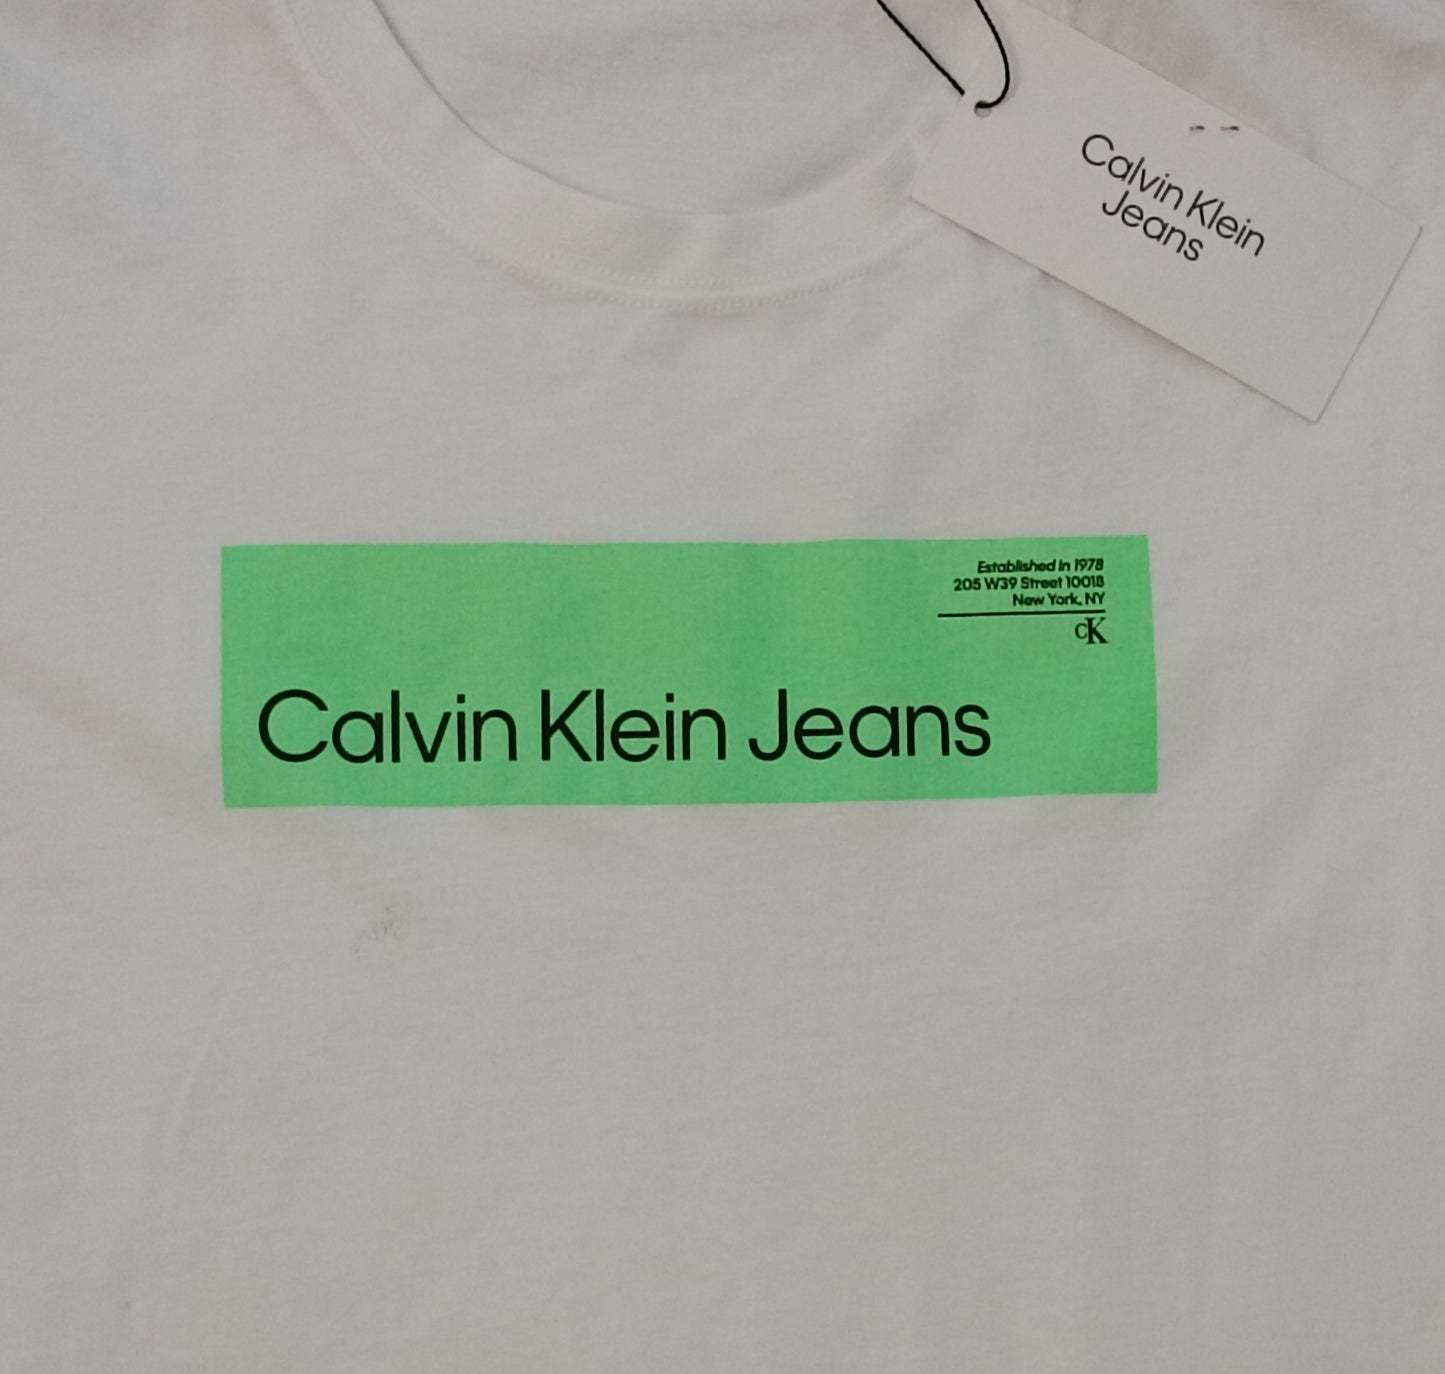 Calvin Klein
Jeans
Established in 1978
205 W39 Street 10018
New York, NY
cK
Calvin Klein Jeans